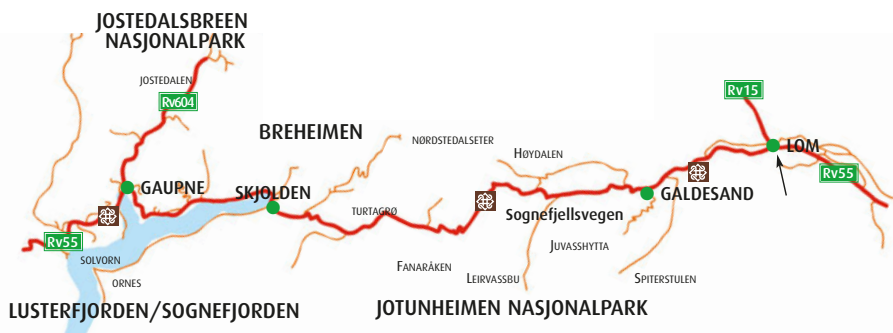 JOSTEDALSBREEN
NASJONALPARK
JOSTEDALEN
Rv604
Rv15
BREHEIMEN
NØRDSTEDALSETER
HØYDALEN
LOM
GAUPNE
SKJOLDEN
GALDESAND
Rv55
TURTAGRØ
Sognefjellsvegen
Rv55
JUVASSHYTTA
SOLVORN
FANARÅKEN
LEIRVASSBU
SPITERSTULEN
ORNES
LUSTERFJORDEN/SOGNEFJORDEN
JOTUNHEIMEN NASJONALPARK